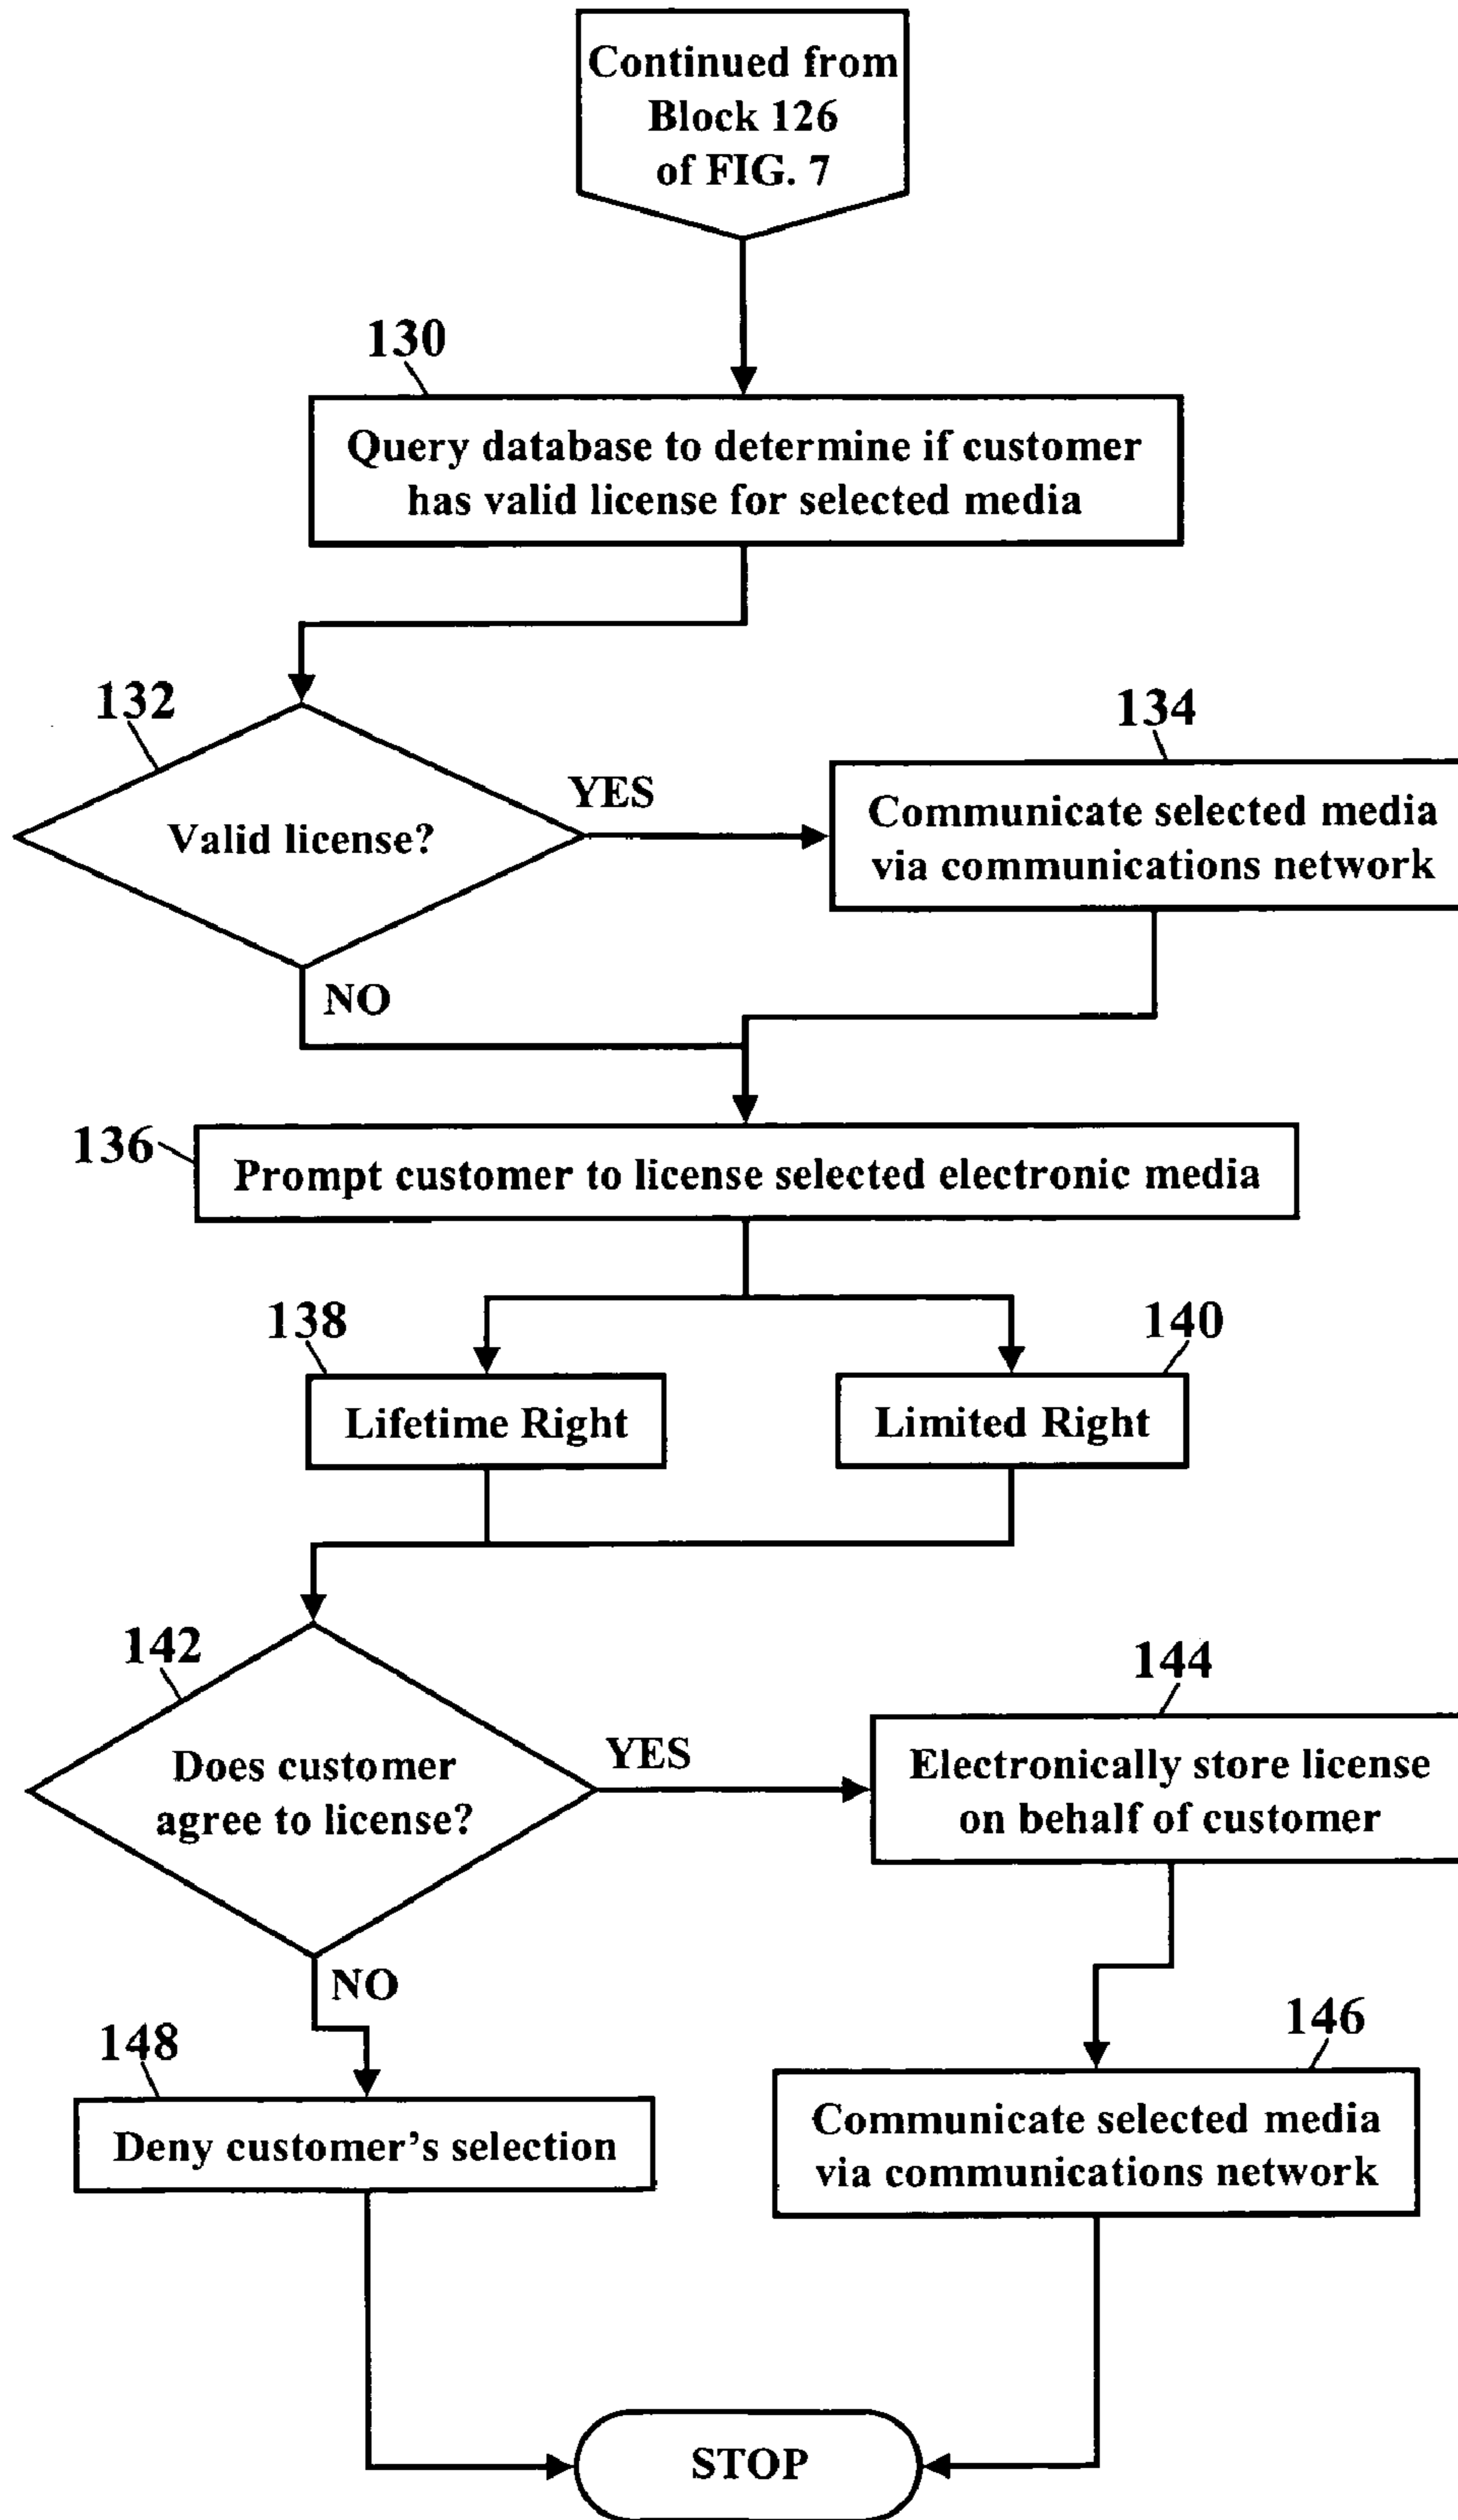 Continued from
Block 126
of FIG. 7
130
Query database to determine if customer
has valid license for selected media
132
Valid license?
YES
134
Communicate selected media
via communications network
NO
136
Prompt customer to license selected electronic media
138
Lifetime Right
140
Limited Right
142
Does customer
agree to license?
YES
144
Electronically store license
on behalf of customer
NO
148
Deny customer's selection
146
Communicate selected media
via communications network
STOP